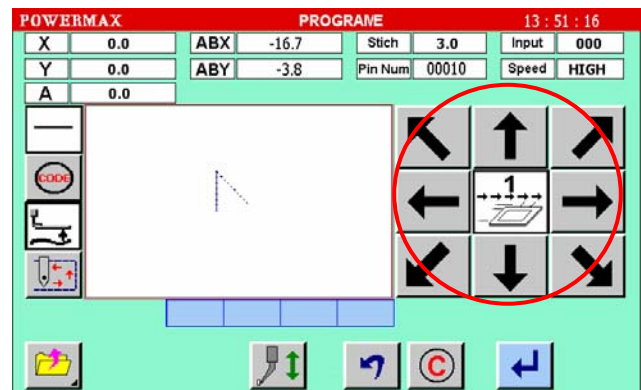 POWERMAX PROGRAME 13 : 51 : 16
X 0.0 ABX -16.7 Stich 3.0 Input 000
Y 0.0 ABY -3.8 Pin Num 00010 Speed HIGH
A 0.0
CODE
1
C